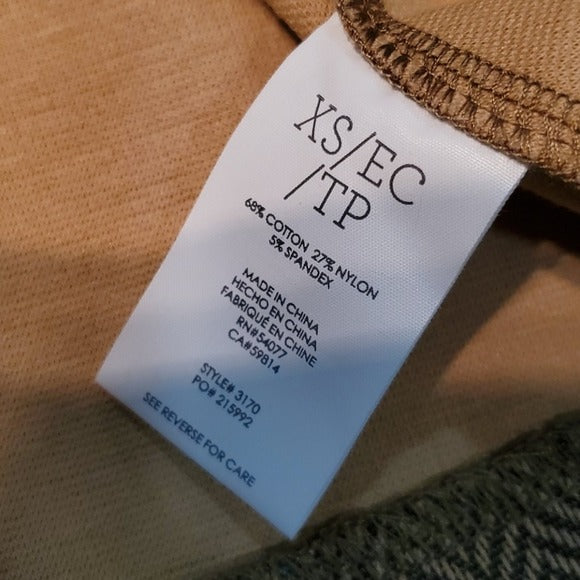 XS/EC
/TP
68% COTTON 27% NYLON
5% SPANDEX
MADE IN CHINA
HECHO EN CHINA
FABRIQUÉ EN CHINE
RN#54077
CA#59814
STYLE# 3170
PO# 215992
SEE REVERSE FOR CARE